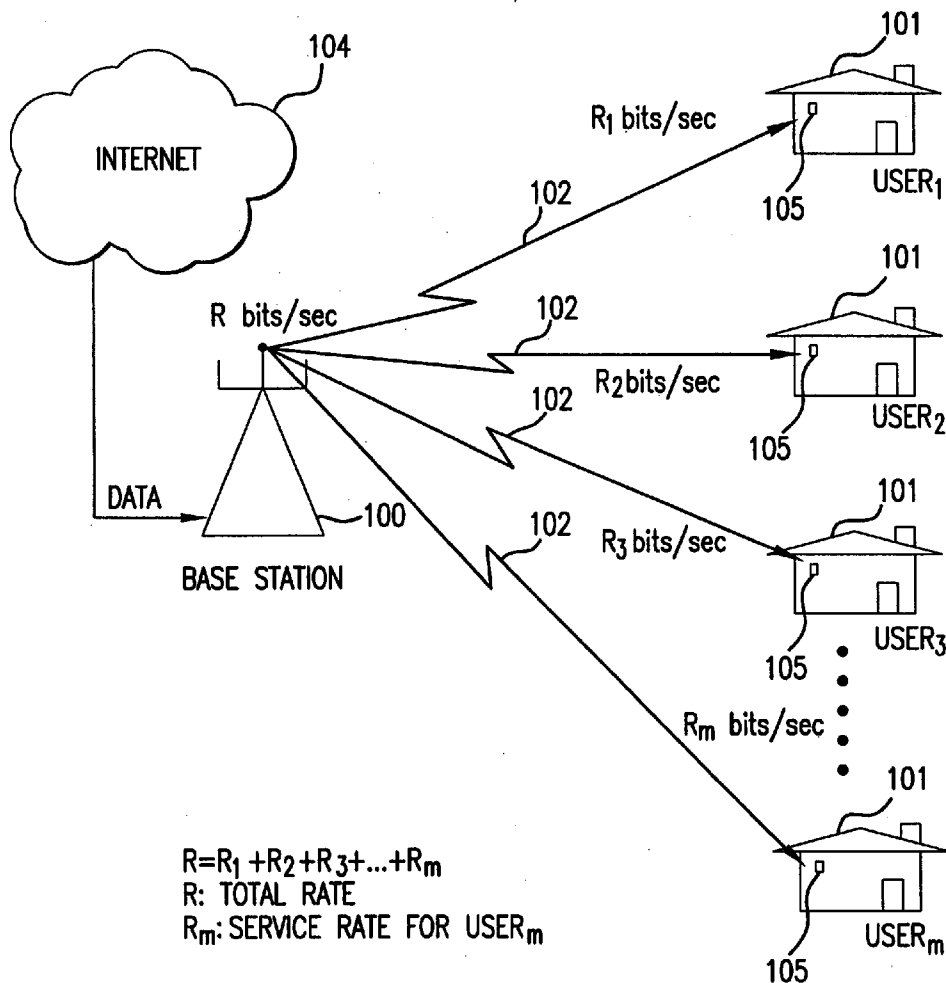 104
INTERNET
101
R₁ bits/sec
USER₁
105
102
101
R bits/sec
102
R₂ bits/sec
105
USER₂
102
DATA
100
101
102
R₃ bits/sec
BASE STATION
USER₃
105
Rₘ bits/sec
101
R=R₁+R₂+R₃+...+Rₘ
R: TOTAL RATE
Rₘ: SERVICE RATE FOR USERₘ
105
USERₘ